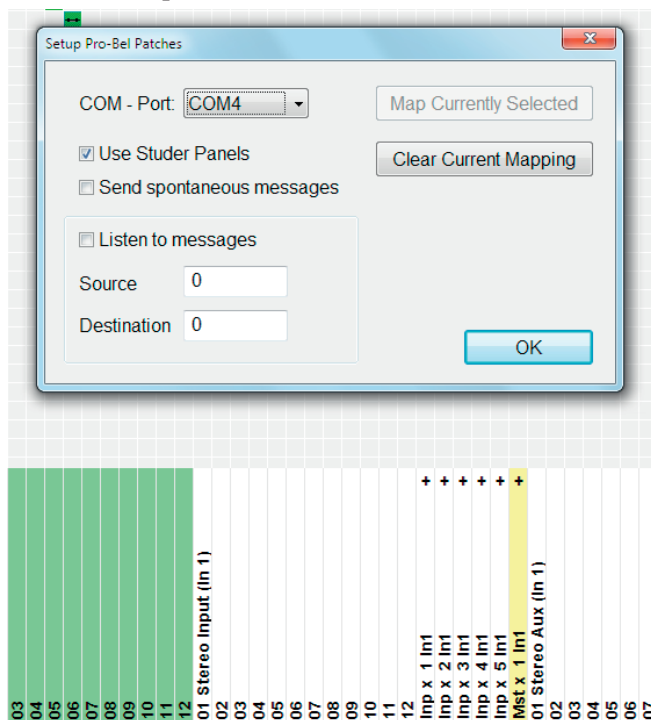 Setup Pro-Bel Patches
COM - Port: COM4
Map Currently Selected
Use Studer Panels
Clear Current Mapping
Send spontaneous messages
Listen to messages
Source 0
Destination 0
OK
03
04
05
06
07
08
09
10
11
12
01 Stereo Input (In 1)
02
03
04
05
06
07
08
09
10
11
12
Inp x 1 In1 +
Inp x 2 In1 +
Inp x 3 In1 +
Inp x 4 In1 +
Inp x 5 In1 +
Mst x 1 In1 +
01 Stereo Aux (In 1)
02
03
04
05
06
07